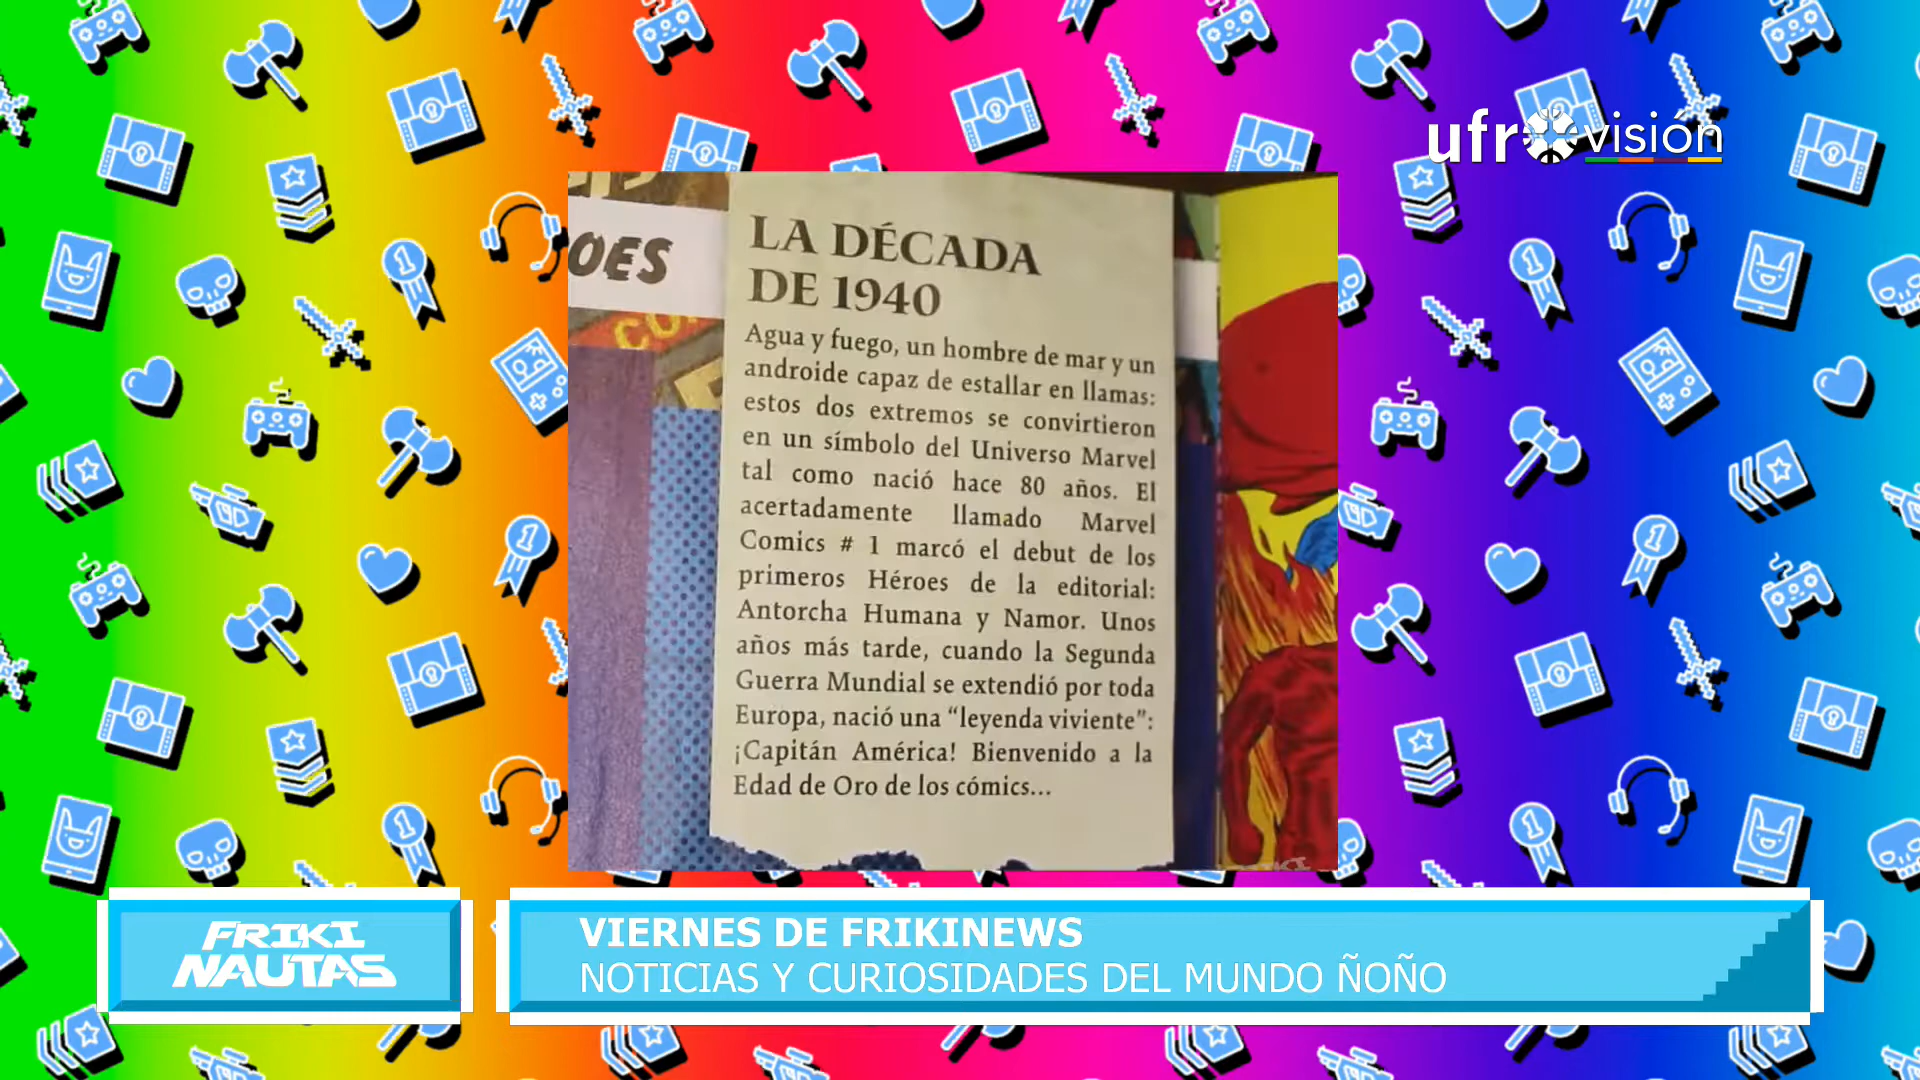 ufrovisión
OES
LA DÉCADA
DE 1940
Agua y fuego, un hombre de mar y un
androide capaz de estallar en llamas:
estos dos extremos se convirtieron
en un símbolo del Universo Marvel
tal como nació hace 80 años. El
acertadamente llamado Marvel
Comics # 1 marcó el debut de los
primeros Héroes de la editorial:
Antorcha Humana y Namor. Unos
años más tarde, cuando la Segunda
Guerra Mundial se extendió por toda
Europa, nació una “leyenda viviente”:
¡Capitán América! Bienvenido a la
Edad de Oro de los cómics...
FRIKI
NAUTAS
VIERNES DE FRIKINEWS
NOTICIAS Y CURIOSIDADES DEL MUNDO ÑOÑO